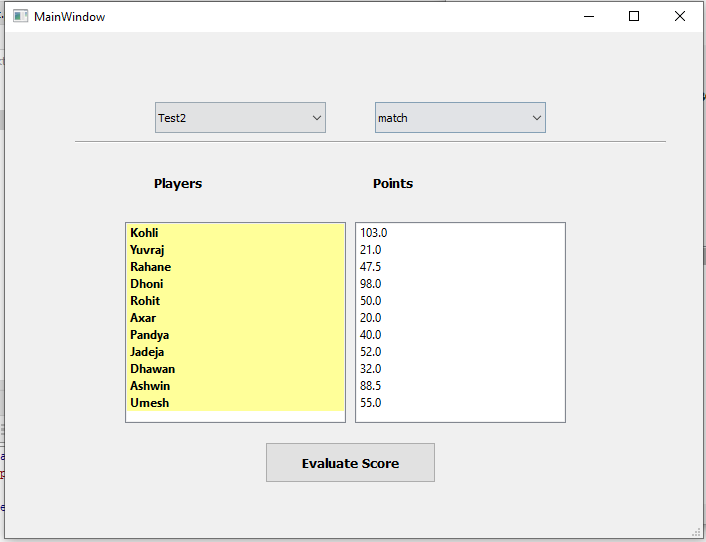 MainWindow
Test2 match
Players Points
Kohli 103.0
Yuvraj 21.0
Rahane 47.5
Dhoni 98.0
Rohit 50.0
Axar 20.0
Pandya 40.0
Jadeja 52.0
Dhawan 32.0
Ashwin 88.5
Umesh 55.0
Evaluate Score